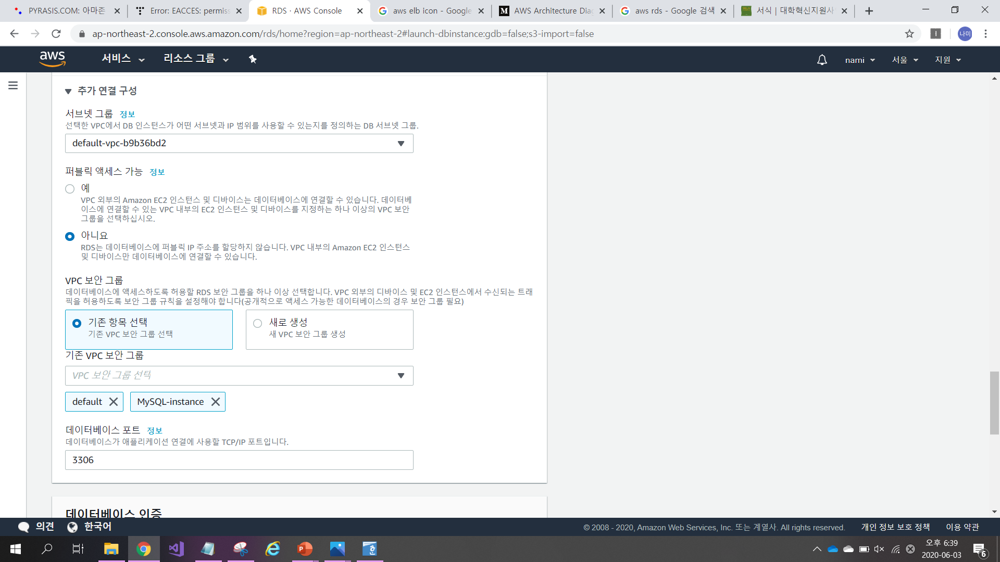 PYRASIS.COM: 아마존
Error: EACCES: permiss
RDS · AWS Console
aws elb icon - Google
AWS Architecture Diag
aws rds - Google 검색
서식 | 대학혁신지원사
ap-northeast-2.console.aws.amazon.com/rds/home?region=ap-northeast-2#launch-dbinstance:gdb=false;s3-import=false
나미
aws
서비스
리소스 그룹
nami
서울
지원
추가 연결 구성
서브넷 그룹 정보
선택한 VPC에서 DB 인스턴스가 어떤 서브넷과 IP 범위를 사용할 수 있는지를 정의하는 DB 서브넷 그룹.
default-vpc-b9b36bd2
퍼블릭 액세스 가능 정보
예
VPC 외부의 Amazon EC2 인스턴스 및 디바이스는 데이터베이스에 연결할 수 있습니다. 데이터베
이스에 연결할 수 있는 VPC 내부의 EC2 인스턴스 및 디바이스를 지정하는 하나 이상의 VPC 보안
그룹을 선택하십시오.
아니요
RDS는 데이터베이스에 퍼블릭 IP 주소를 할당하지 않습니다. VPC 내부의 Amazon EC2 인스턴스
및 디바이스만 데이터베이스에 연결할 수 있습니다.
VPC 보안 그룹
데이터베이스에 액세스하도록 허용할 RDS 보안 그룹을 하나 이상 선택합니다. VPC 외부의 디바이스 및 EC2 인스턴스에서 수신되는 트래
픽을 허용하도록 보안 그룹 규칙을 설정해야 합니다(공개적으로 액세스 가능한 데이터베이스의 경우 보안 그룹 필요)
기존 항목 선택
기존 VPC 보안 그룹 선택
새로 생성
새 VPC 보안 그룹 생성
기존 VPC 보안 그룹
VPC 보안 그룹 선택
default
MySQL-instance
데이터베이스 포트 정보
데이터베이스가 애플리케이션 연결에 사용할 TCP/IP 포트입니다.
3306
데이터베이스 인증
의견
한국어
© 2008 - 2020, Amazon Web Services, Inc. 또는 계열사. All rights reserved.
개인 정보 보호 정책
이용 약관
오후 6:39
2020-06-03
6